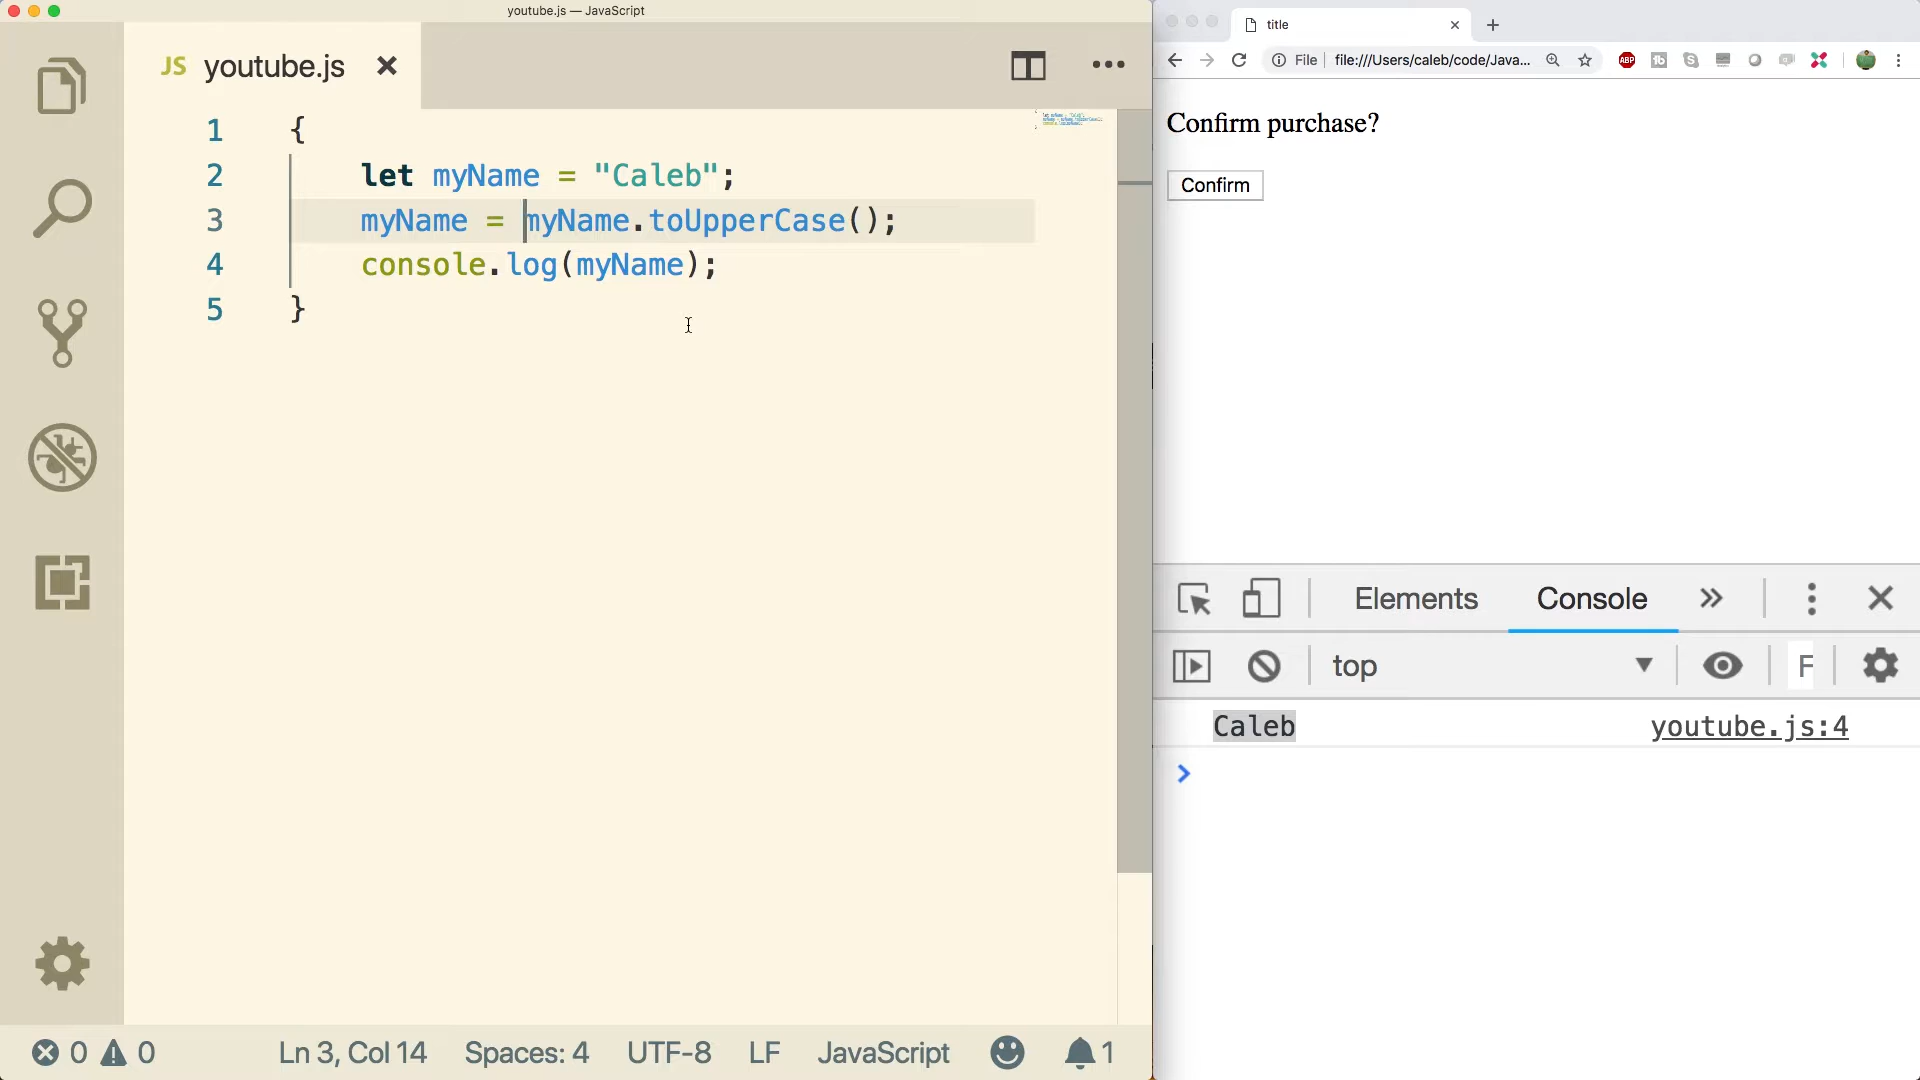 youtube.js — JavaScript
JS youtube.js
1 {
2 let myName = "Caleb";
3 myName = myName.toUpperCase();
4 console.log(myName);
5 }
0 0 Ln 3, Col 14 Spaces: 4 UTF-8 LF JavaScript 1
title
File file:///Users/caleb/code/Java...
ABP
Confirm purchase?
Confirm
Elements Console
top F
Caleb youtube.js:4